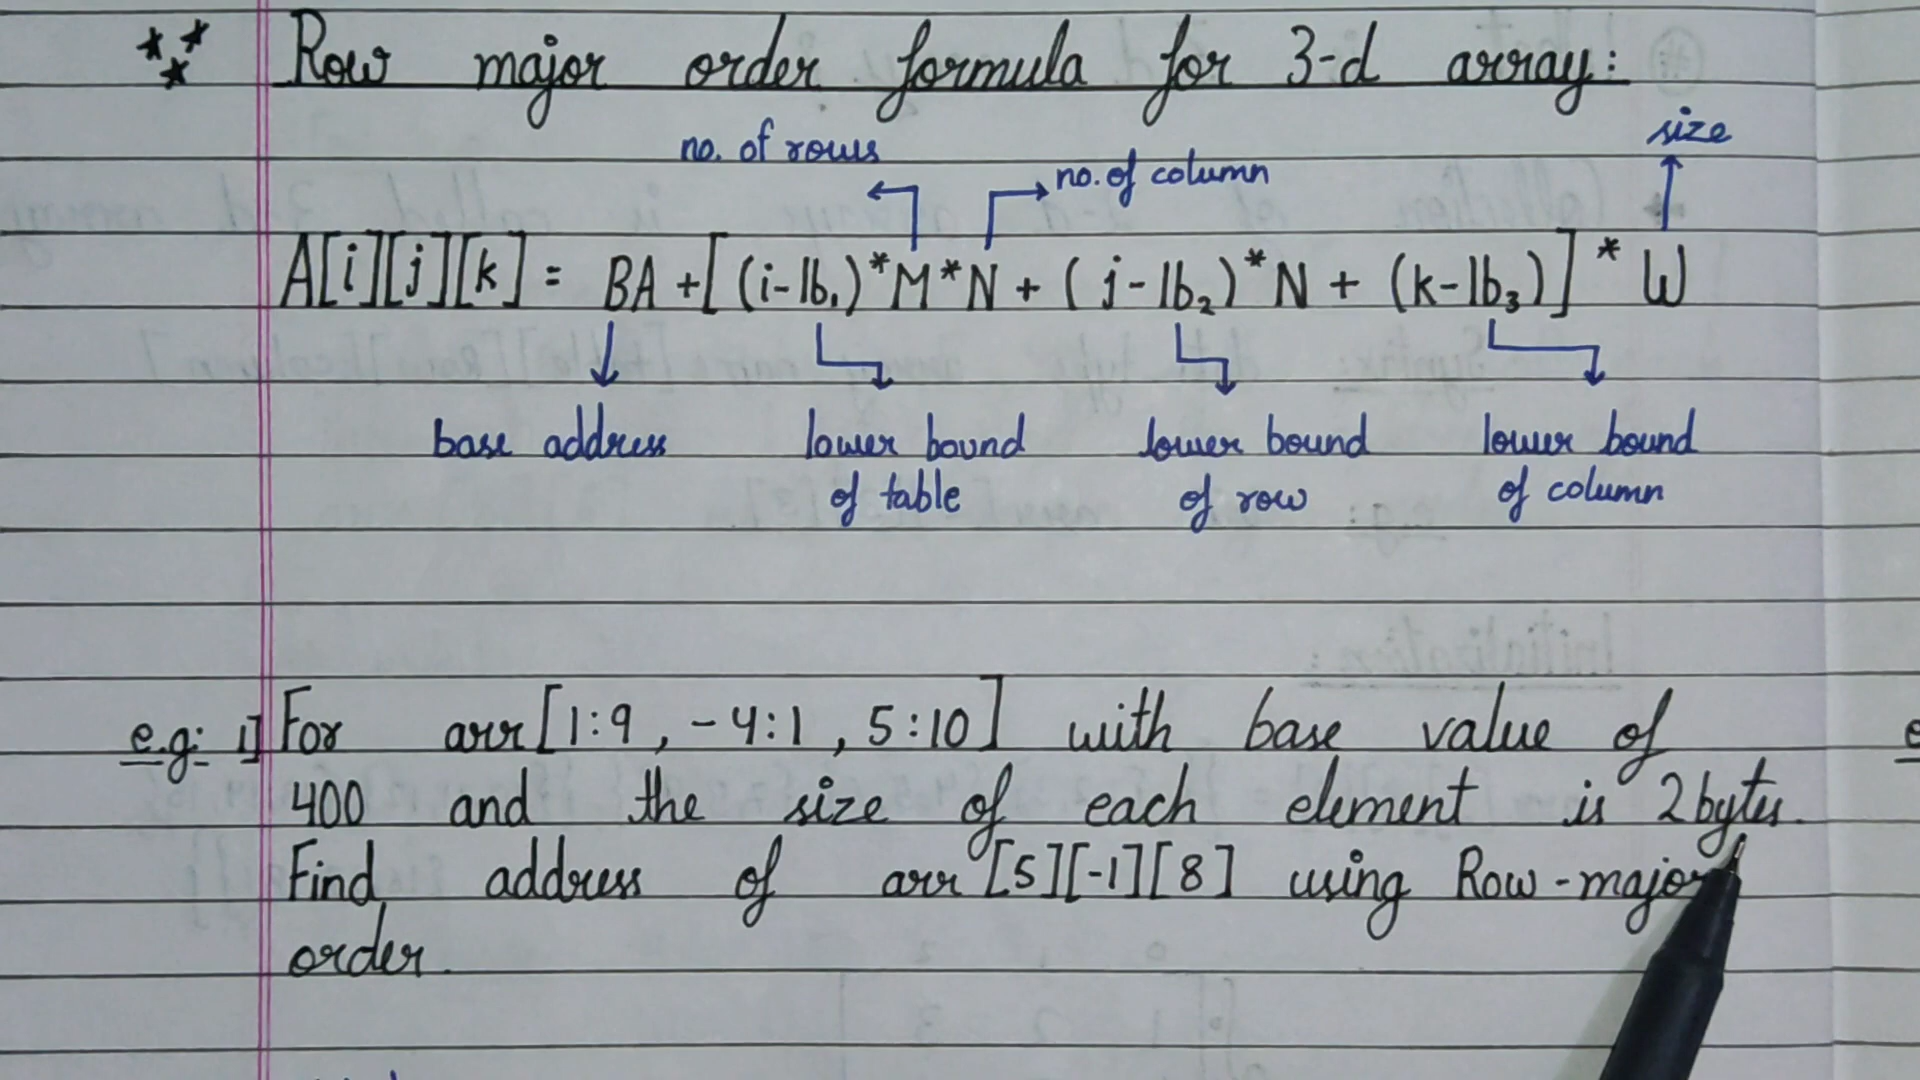 Row major order formula for 3-d array:
size
no. of rows
no. of column
A[i][j][k] = BA + [(i-lb₁)*M*N + (j-lb₂)*N + (k-lb₃)] * W
base address
lower bound of table
lower bound of row
lower bound of column
e.g: 1] For arr[1:9, -4:1, 5:10] with base value of
400 and the size of each element is 2 bytes.
Find address of arr[5][-1][8] using Row-major
order.